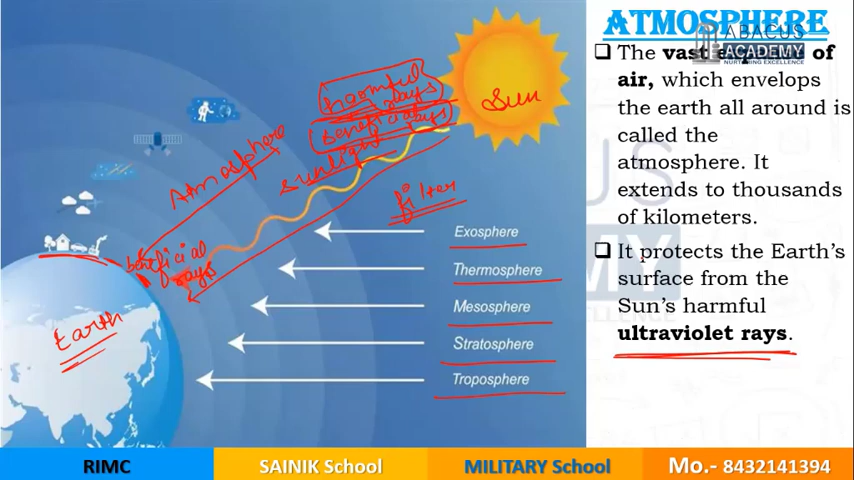 ATMOSPHERE
ABACUS
ACADEMY
NURTURING EXCELLENCE
The vast expanse of
air, which envelops
the earth all around is
called the
atmosphere. It
extends to thousands
of kilometers.
It protects the Earth's
surface from the
Sun's harmful
ultraviolet rays.
harmful
rays
Beneficial rays
sunlight
Sun
Atmosphere
filter
beneficial
rays
Earth
Exosphere
Thermosphere
Mesosphere
Stratosphere
Troposphere
RIMC
SAINIK School
MILITARY School
Mo.- 8432141394